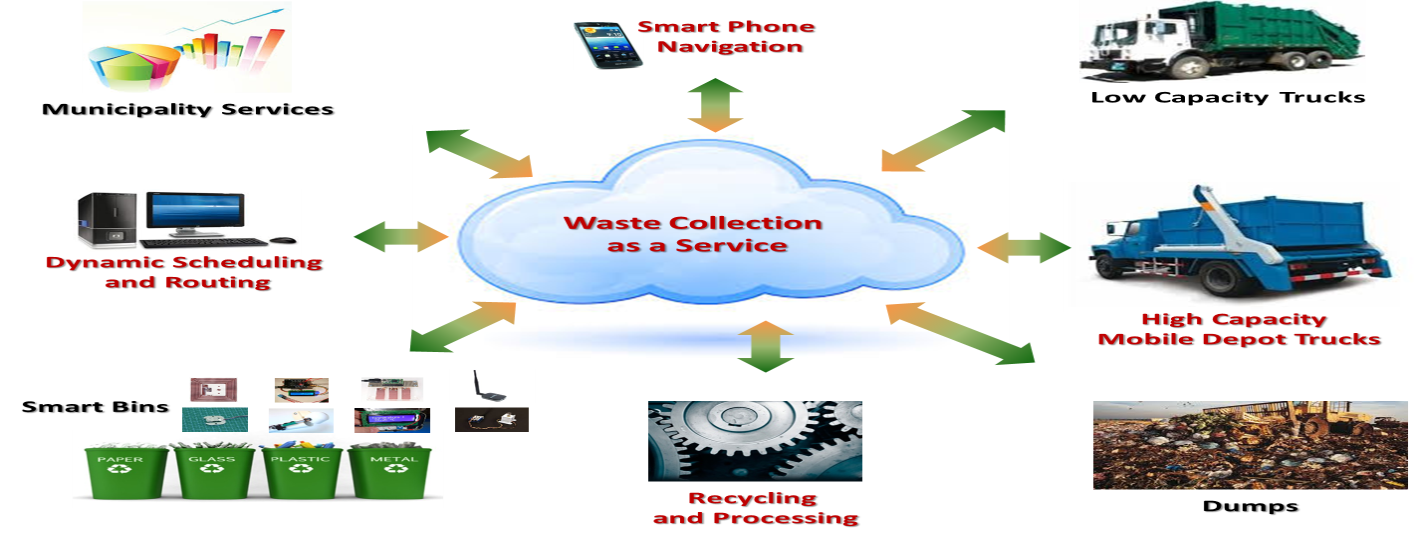 Smart Phone
Navigation
Municipality Services
Low Capacity Trucks
Waste Collection
as a Service
Dynamic Scheduling
and Routing
High Capacity
Mobile Depot Trucks
Smart Bins
PAPER
GLASS
PLASTIC
METAL
Recycling
and Processing
Dumps